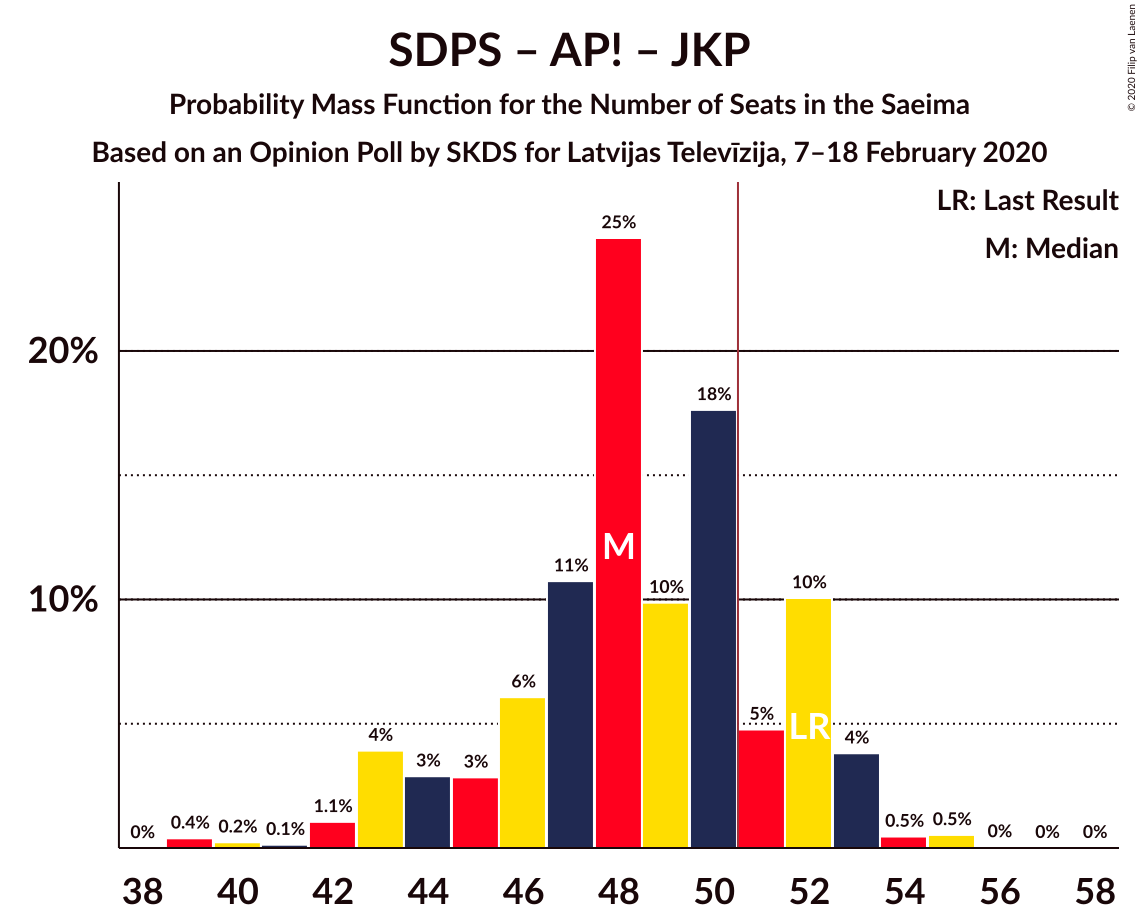 SDPS – AP! – JKP
Probability Mass Function for the Number of Seats in the Saeima
Based on an Opinion Poll by SKDS for Latvijas Televīzija, 7–18 February 2020
© 2020 Filip van Laenen
LR: Last Result
M: Median
20%
10%
0%
0.4%
0.2%
0.1%
1.1%
4%
3%
3%
6%
11%
25%
10%
18%
5%
10%
4%
0.5%
0.5%
0%
0%
0%
M
LR
38 40 42 44 46 48 50 52 54 56 58